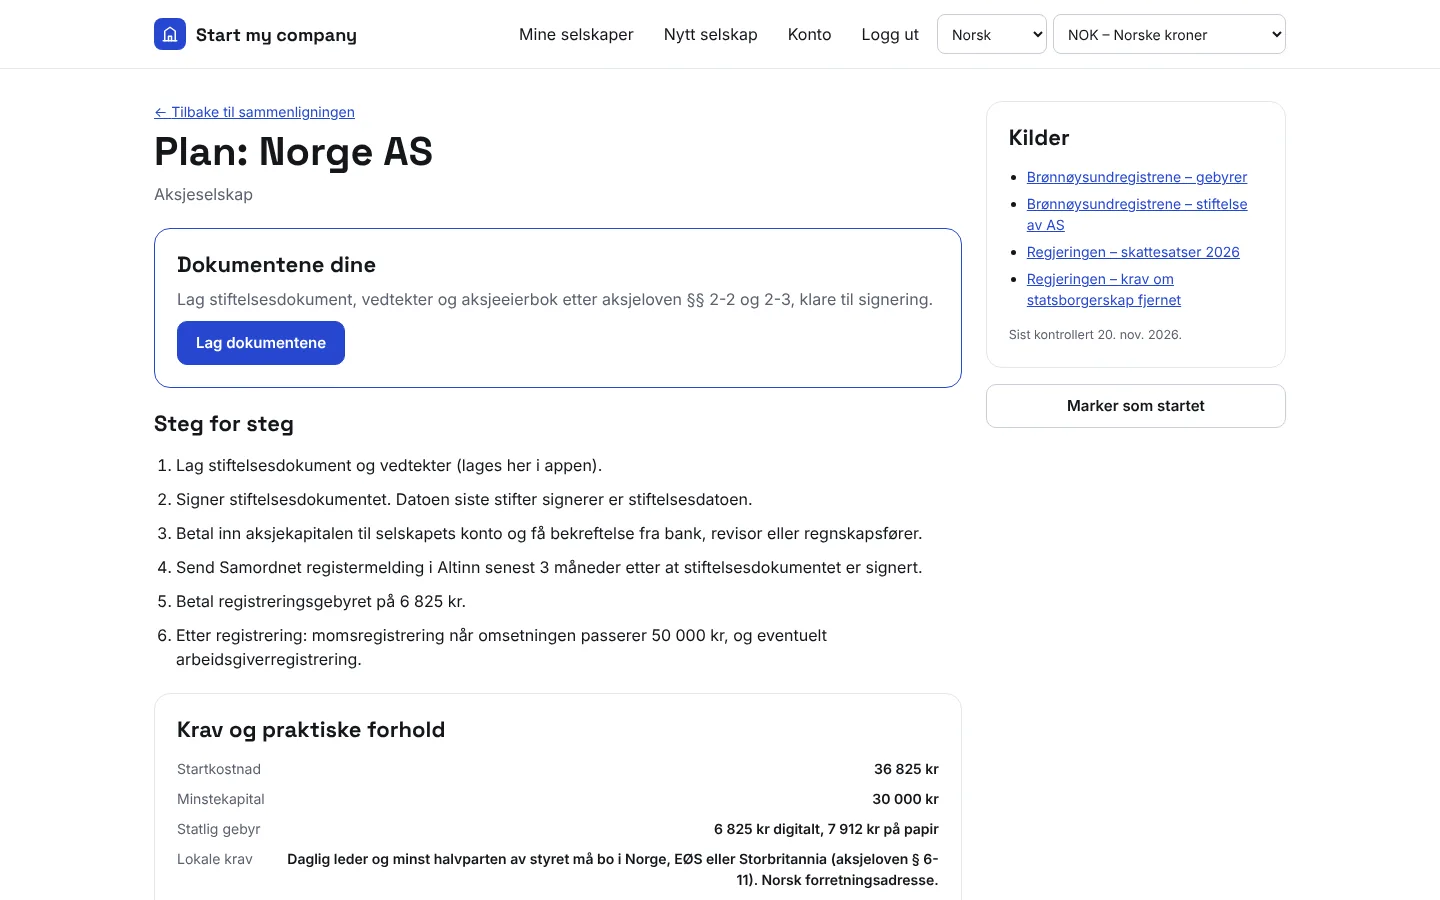 Start my company
Mine selskaper
Nytt selskap
Konto
Logg ut
Norsk
NOK – Norske kroner
← Tilbake til sammenligningen
Plan: Norge AS
Aksjeselskap
Dokumentene dine
Lag stiftelsesdokument, vedtekter og aksjeeierbok etter aksjeloven §§ 2-2 og 2-3, klare til signering.
Lag dokumentene
Steg for steg
1. Lag stiftelsesdokument og vedtekter (lages her i appen).
2. Signer stiftelsesdokumentet. Datoen siste stifter signerer er stiftelsesdatoen.
3. Betal inn aksjekapitalen til selskapets konto og få bekreftelse fra bank, revisor eller regnskapsfører.
4. Send Samordnet registermelding i Altinn senest 3 måneder etter at stiftelsesdokumentet er signert.
5. Betal registreringsgebyret på 6 825 kr.
6. Etter registrering: momsregistrering når omsetningen passerer 50 000 kr, og eventuelt
arbeidsgiverregistrering.
Krav og praktiske forhold
Startkostnad 36 825 kr
Minstekapital 30 000 kr
Statlig gebyr 6 825 kr digitalt, 7 912 kr på papir
Lokale krav Daglig leder og minst halvparten av styret må bo i Norge, EØS eller Storbritannia (aksjeloven § 6-
11). Norsk forretningsadresse.
Kilder
• Brønnøysundregistrene – gebyrer
• Brønnøysundregistrene – stiftelse
av AS
• Regjeringen – skattesatser 2026
• Regjeringen – krav om
statsborgerskap fjernet
Sist kontrollert 20. nov. 2026.
Marker som startet